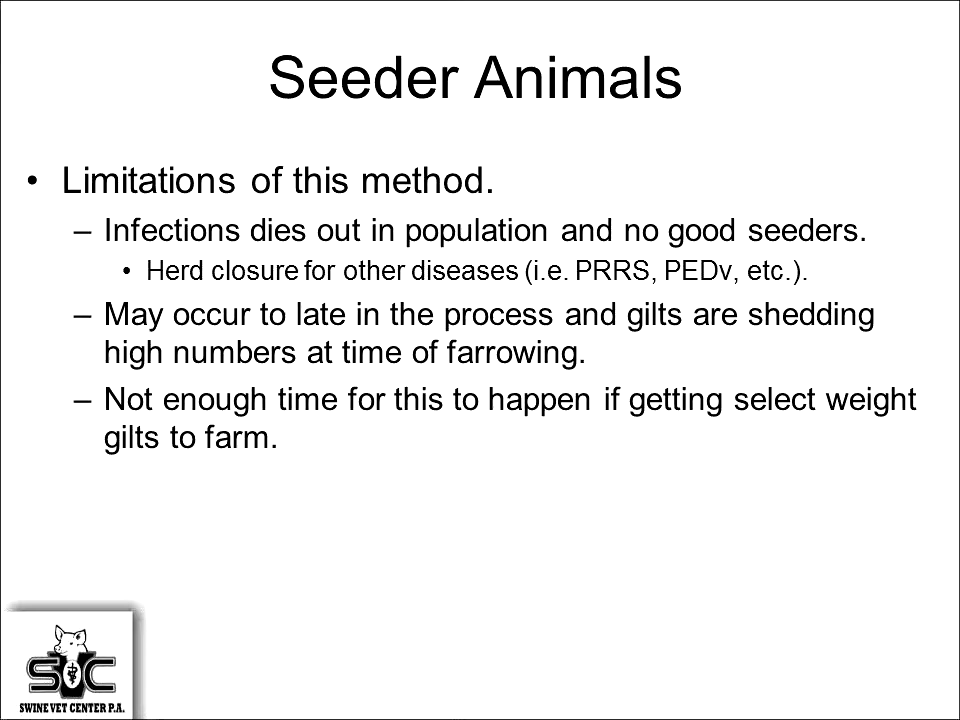 Seeder Animals
• Limitations of this method.
– Infections dies out in population and no good seeders.
• Herd closure for other diseases (i.e. PRRS, PEDv, etc.).
– May occur to late in the process and gilts are shedding
high numbers at time of farrowing.
– Not enough time for this to happen if getting select weight
gilts to farm.
SVC
SWINE VET CENTER P.A.